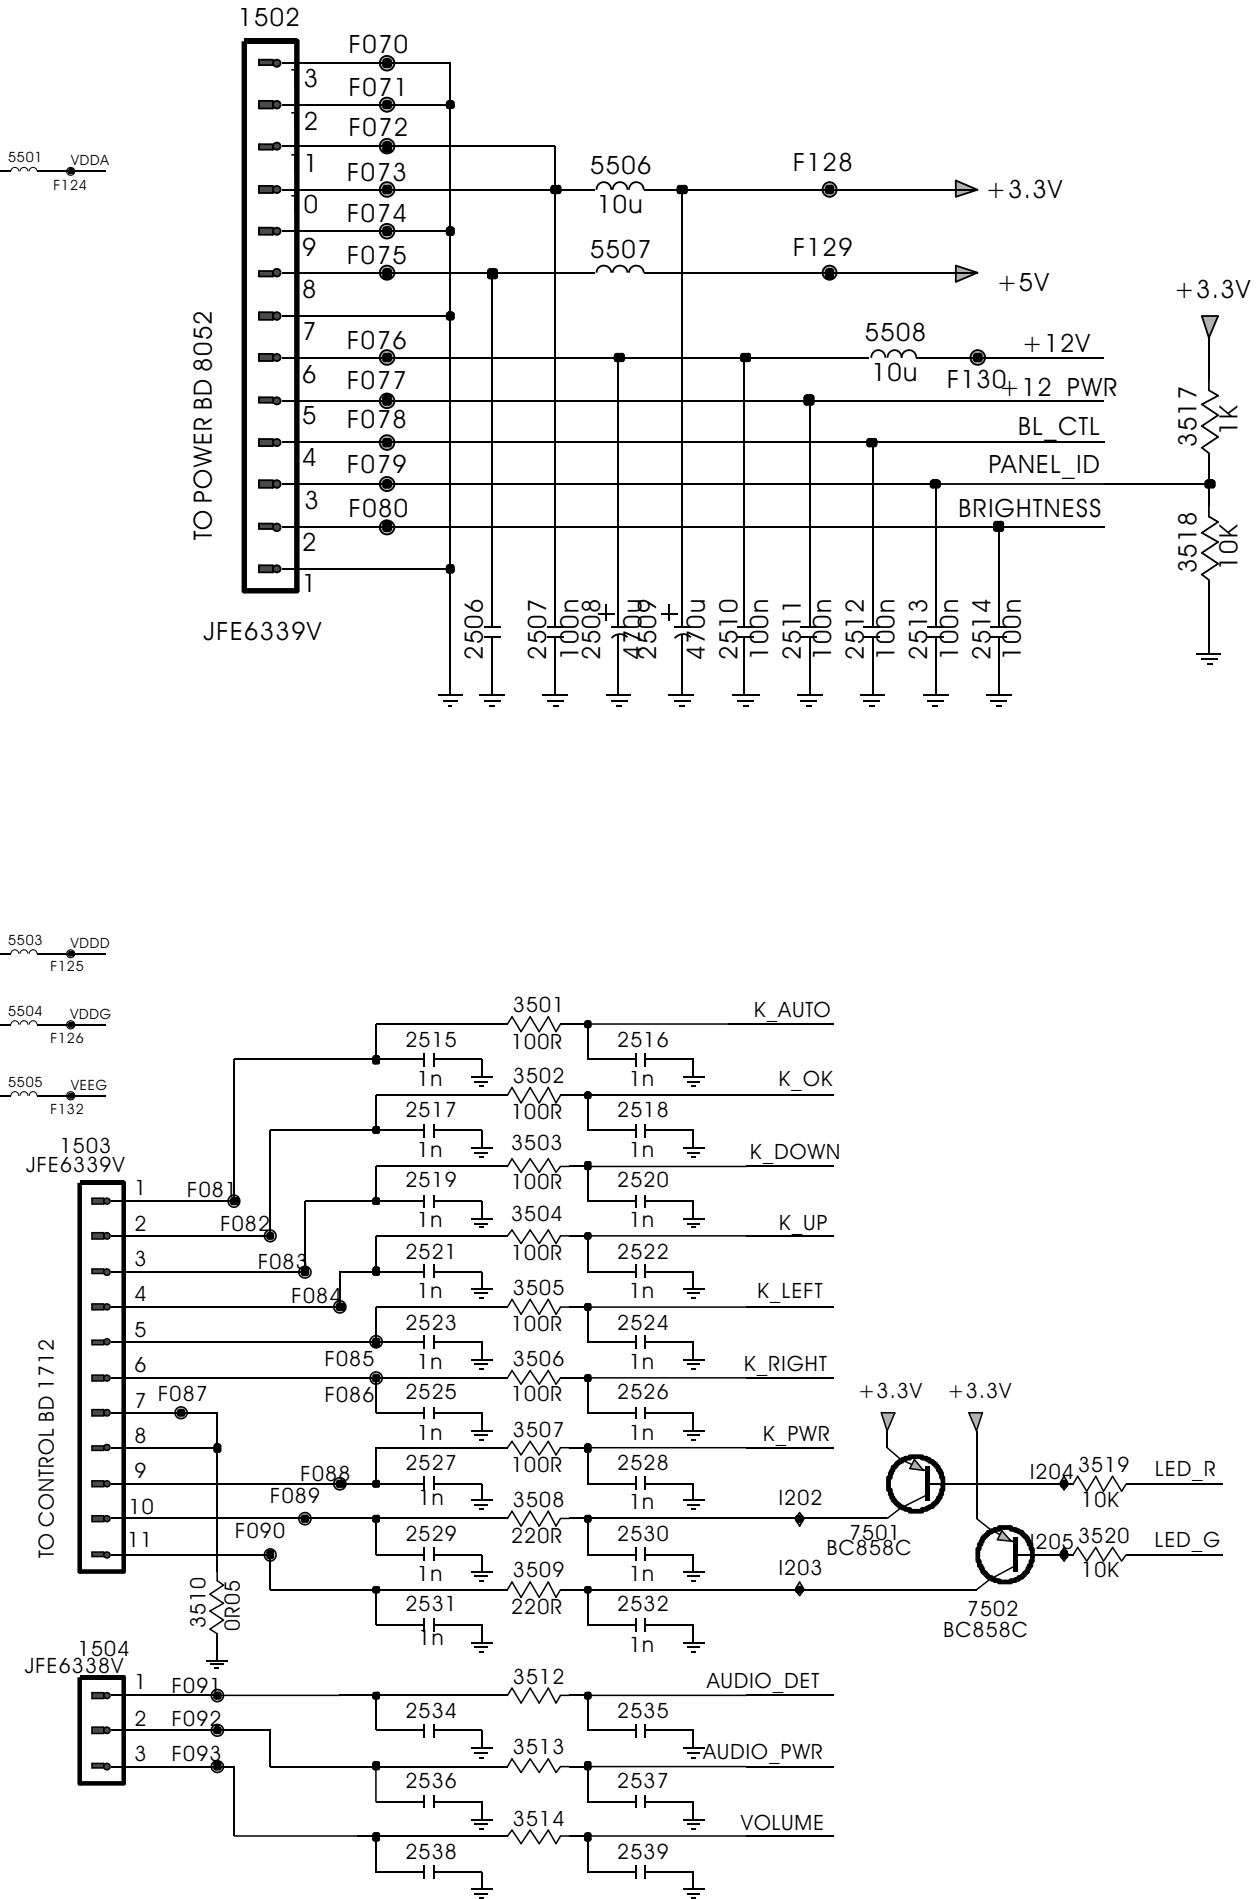 1502
F070
13
F071
12
F072
11
F073
10
F074
9
F075
8
7
F076
6
F077
5
F078
4
F079
3
F080
2
1
TO POWER BD 8052
JFE6339V
5501
VDDA
F124
5506
10u
F128
+3.3V
5507
F129
+5V
5508
10u
F130
+12V
+12_PWR
BL_CTL
PANEL_ID
BRIGHTNESS
+3.3V
3517
1K
3518
10K
2506
2507
100n
2508
470u
2509
470u
2510
100n
2511
100n
2512
100n
2513
100n
2514
100n
5503
VDDD
F125
5504
VDDG
F126
5505
VEEG
F132
1503
JFE6339V
TO CONTROL BD 1712
1
F081
2
F082
3
F083
4
F084
5
F085
6
F086
7
F087
8
9
F088
10
F089
11
F090
3510
0R05
3501
100R
K_AUTO
2515
1n
2516
1n
3502
100R
K_OK
2517
1n
2518
1n
3503
100R
K_DOWN
2519
1n
2520
1n
3504
100R
K_UP
2521
1n
2522
1n
3505
100R
K_LEFT
2523
1n
2524
1n
3506
100R
K_RIGHT
2525
1n
2526
1n
3507
100R
K_PWR
2527
1n
2528
1n
3508
220R
I202
2529
1n
2530
1n
3509
220R
I203
2531
1n
2532
1n
+3.3V
+3.3V
7501
BC858C
I204
3519
10K
LED_R
7502
BC858C
I205
3520
10K
LED_G
1504
JFE6338V
1
F091
2
F092
3
F093
3512
AUDIO_DET
2534
2535
3513
AUDIO_PWR
2536
2537
3514
VOLUME
2538
2539